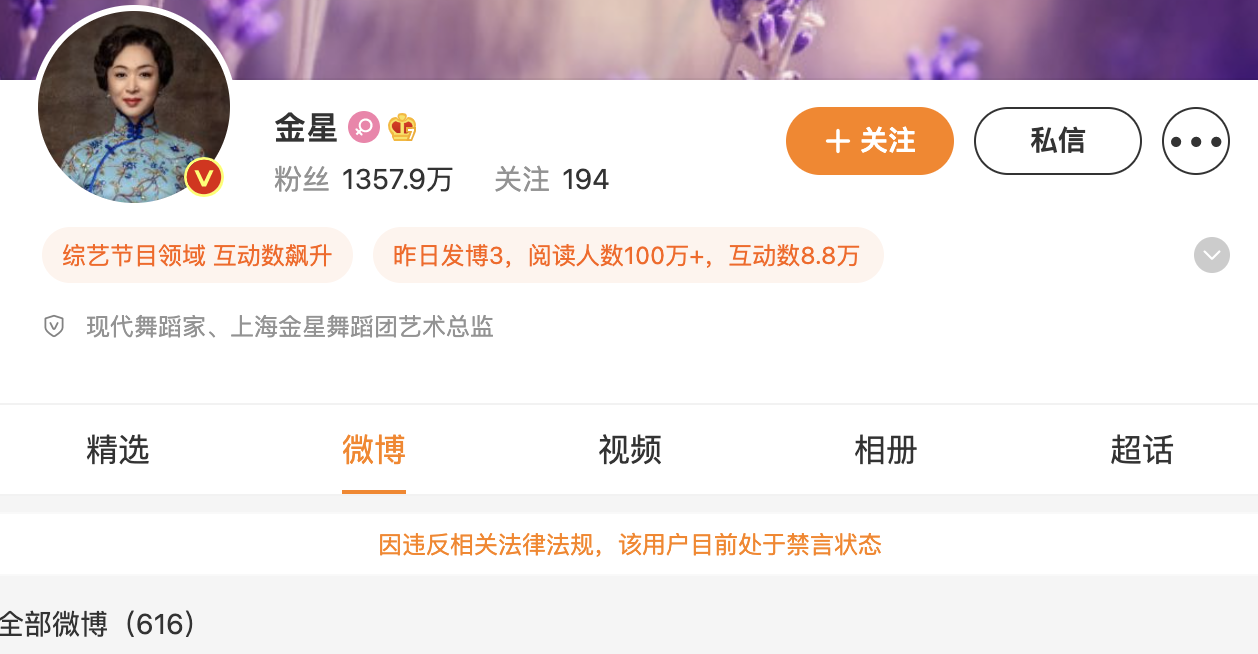 金星
粉丝 1357.9万 关注 194
+ 关注
私信
综艺节目领域 互动数飙升
昨日发博3，阅读人数100万+，互动数8.8万
现代舞蹈家、上海金星舞蹈团艺术总监
精选 微博 视频 相册 超话
因违反相关法律法规，该用户目前处于禁言状态
全部微博（616）